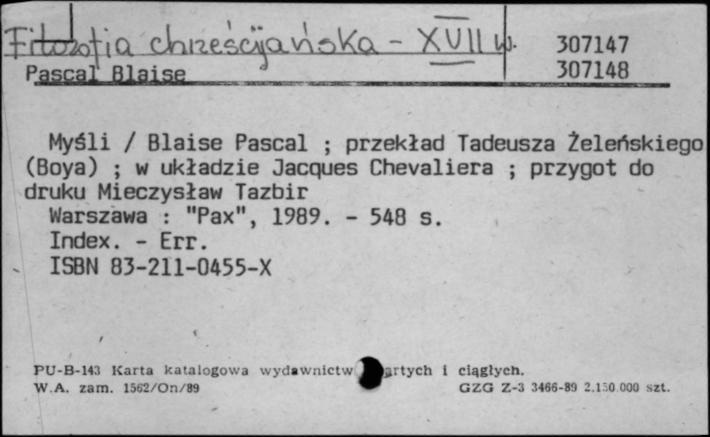 Filozofia chrześcijańska - XVII w.
307147
Pascal Blaise
307148
Myśli / Blaise Pascal ; przekład Tadeusza Żeleńskiego
(Boya) ; w układzie Jacques Chevaliera ; przygot do
druku Mieczysław Tazbir
Warszawa : "Pax", 1989. - 548 s.
Index. - Err.
ISBN 83-211-0455-X
PU-B-143 Karta katalogowa wydawnictw i ciągłych.
W.A. zam. 1562/On/89
GZG Z-3 3466-89 2.150.000 szt.